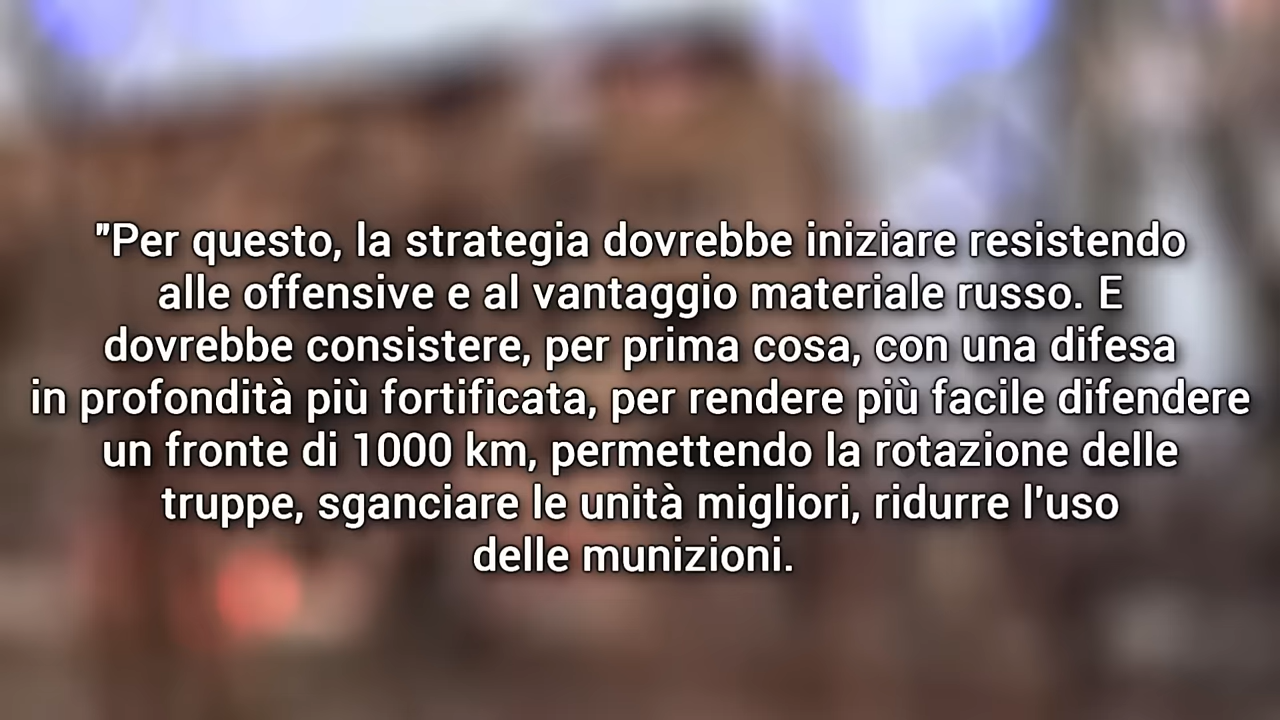 "Per questo, la strategia dovrebbe iniziare resistendo
alle offensive e al vantaggio materiale russo. E
dovrebbe consistere, per prima cosa, con una difesa
in profondità più fortificata, per rendere più facile difendere
un fronte di 1000 km, permettendo la rotazione delle
truppe, sganciare le unità migliori, ridurre l'uso
delle munizioni.